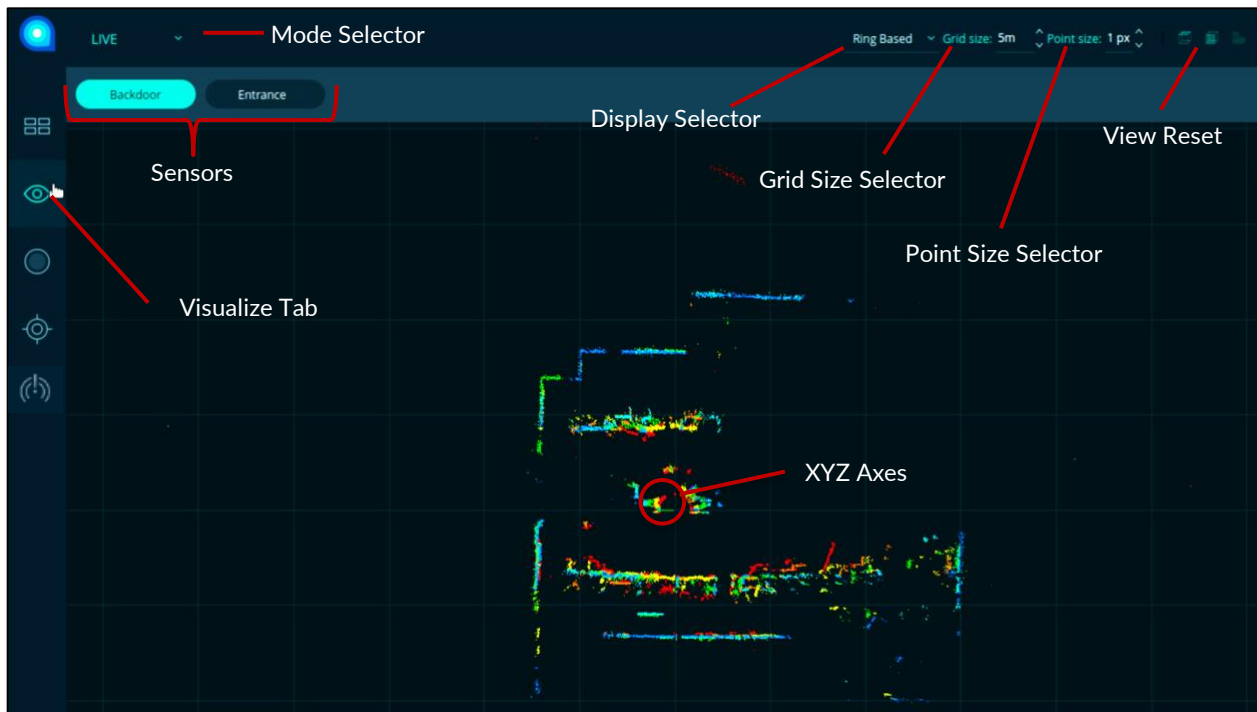 LIVE
Mode Selector
Ring Based
Grid size: 5m
Point size: 1 px
Backdoor
Entrance
Display Selector
View Reset
Sensors
Grid Size Selector
Point Size Selector
Visualize Tab
XYZ Axes